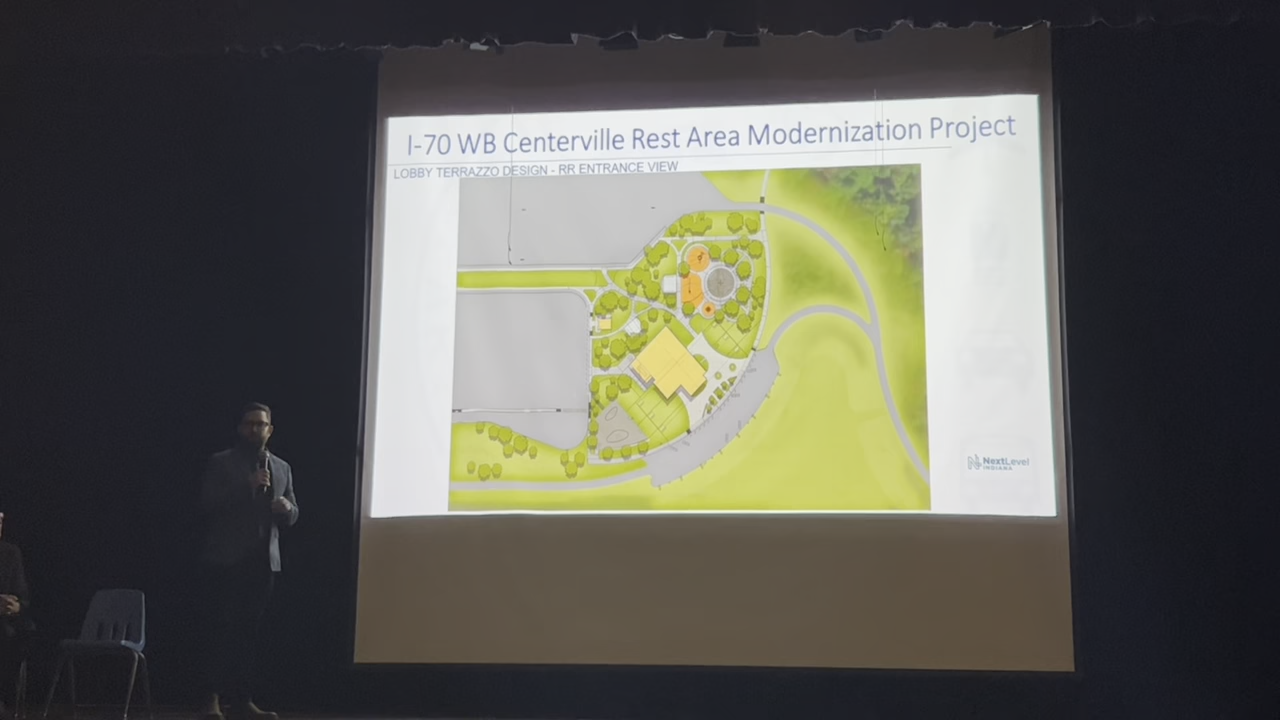 I-70 WB Centerville Rest Area Modernization Project
LOBBY TERRAZZO DESIGN - RR ENTRANCE VIEW
NextLevel
INDIANA